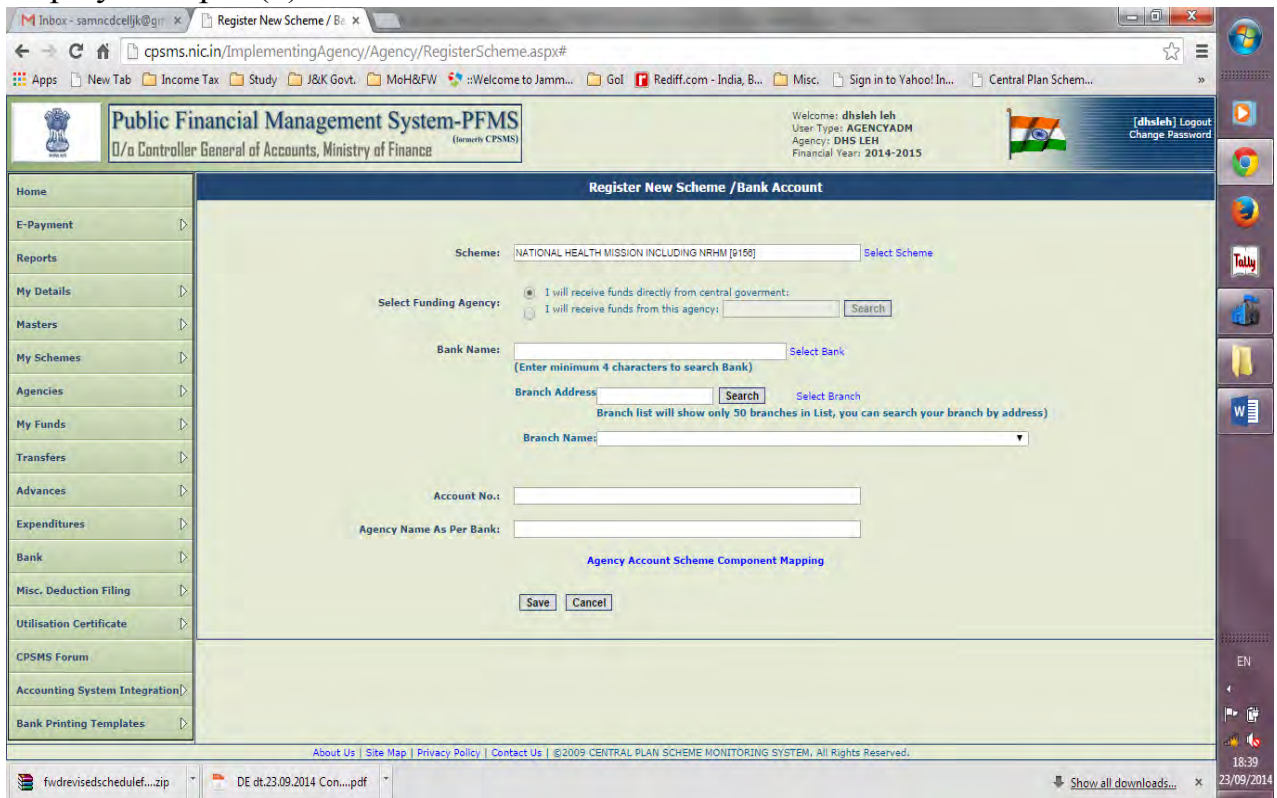 Inbox - samncdcelljk@gm
Register New Scheme / Ba
cpsms.nic.in/ImplementingAgency/Agency/RegisterScheme.aspx#
Apps New Tab Income Tax Study J&K Govt. MoH&FW ::Welcome to Jamm... GoI Rediff.com - India, B... Misc. Sign in to Yahoo! In... Central Plan Schem... »
Public Financial Management System-PFMS
(formerly CPSMS)
O/o Controller General of Accounts, Ministry of Finance
Welcome: dhsleh leh
User Type: AGENCYADM
Agency: DHS LEH
Financial Year: 2014-2015
[dhsleh] Logout
Change Password
Home
E-Payment
Reports
My Details
Masters
My Schemes
Agencies
My Funds
Transfers
Advances
Expenditures
Bank
Misc. Deduction Filing
Utilisation Certificate
CPSMS Forum
Accounting System Integration
Bank Printing Templates
Register New Scheme /Bank Account
Scheme: NATIONAL HEALTH MISSION INCLUDING NRHM [9156] Select Scheme
Select Funding Agency:
I will receive funds directly from central goverment:
I will receive funds from this agency: Search
Bank Name: Select Bank
(Enter minimum 4 characters to search Bank)
Branch Address Search Select Branch
Branch list will show only 50 branches in List, you can search your branch by address)
Branch Name:
Account No.:
Agency Name As Per Bank:
Agency Account Scheme Component Mapping
Save Cancel
About Us | Site Map | Privacy Policy | Contact Us | ©2009 CENTRAL PLAN SCHEME MONITORING SYSTEM. All Rights Reserved.
fwdrevisedschedulef....zip
DE dt.23.09.2014 Con....pdf
Show all downloads...
Tally
W
EN
18:39
23/09/2014